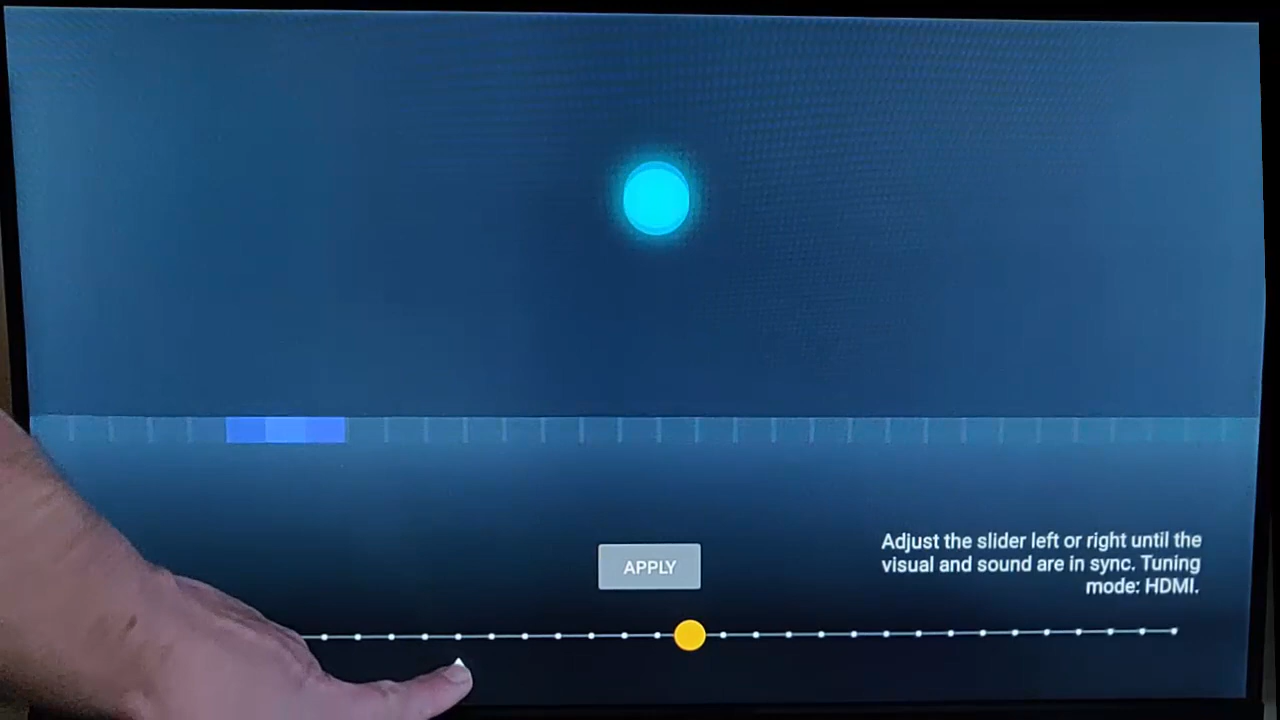 Adjust the slider left or right until the
visual and sound are in sync. Tuning
mode: HDMI.
APPLY